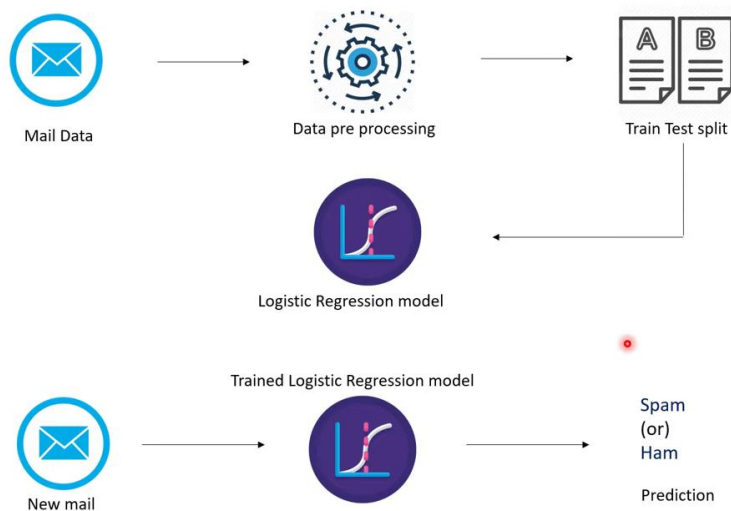 Mail Data
Data pre processing
A B
Train Test split
Logistic Regression model
Trained Logistic Regression model
New mail
Spam
(or)
Ham
Prediction